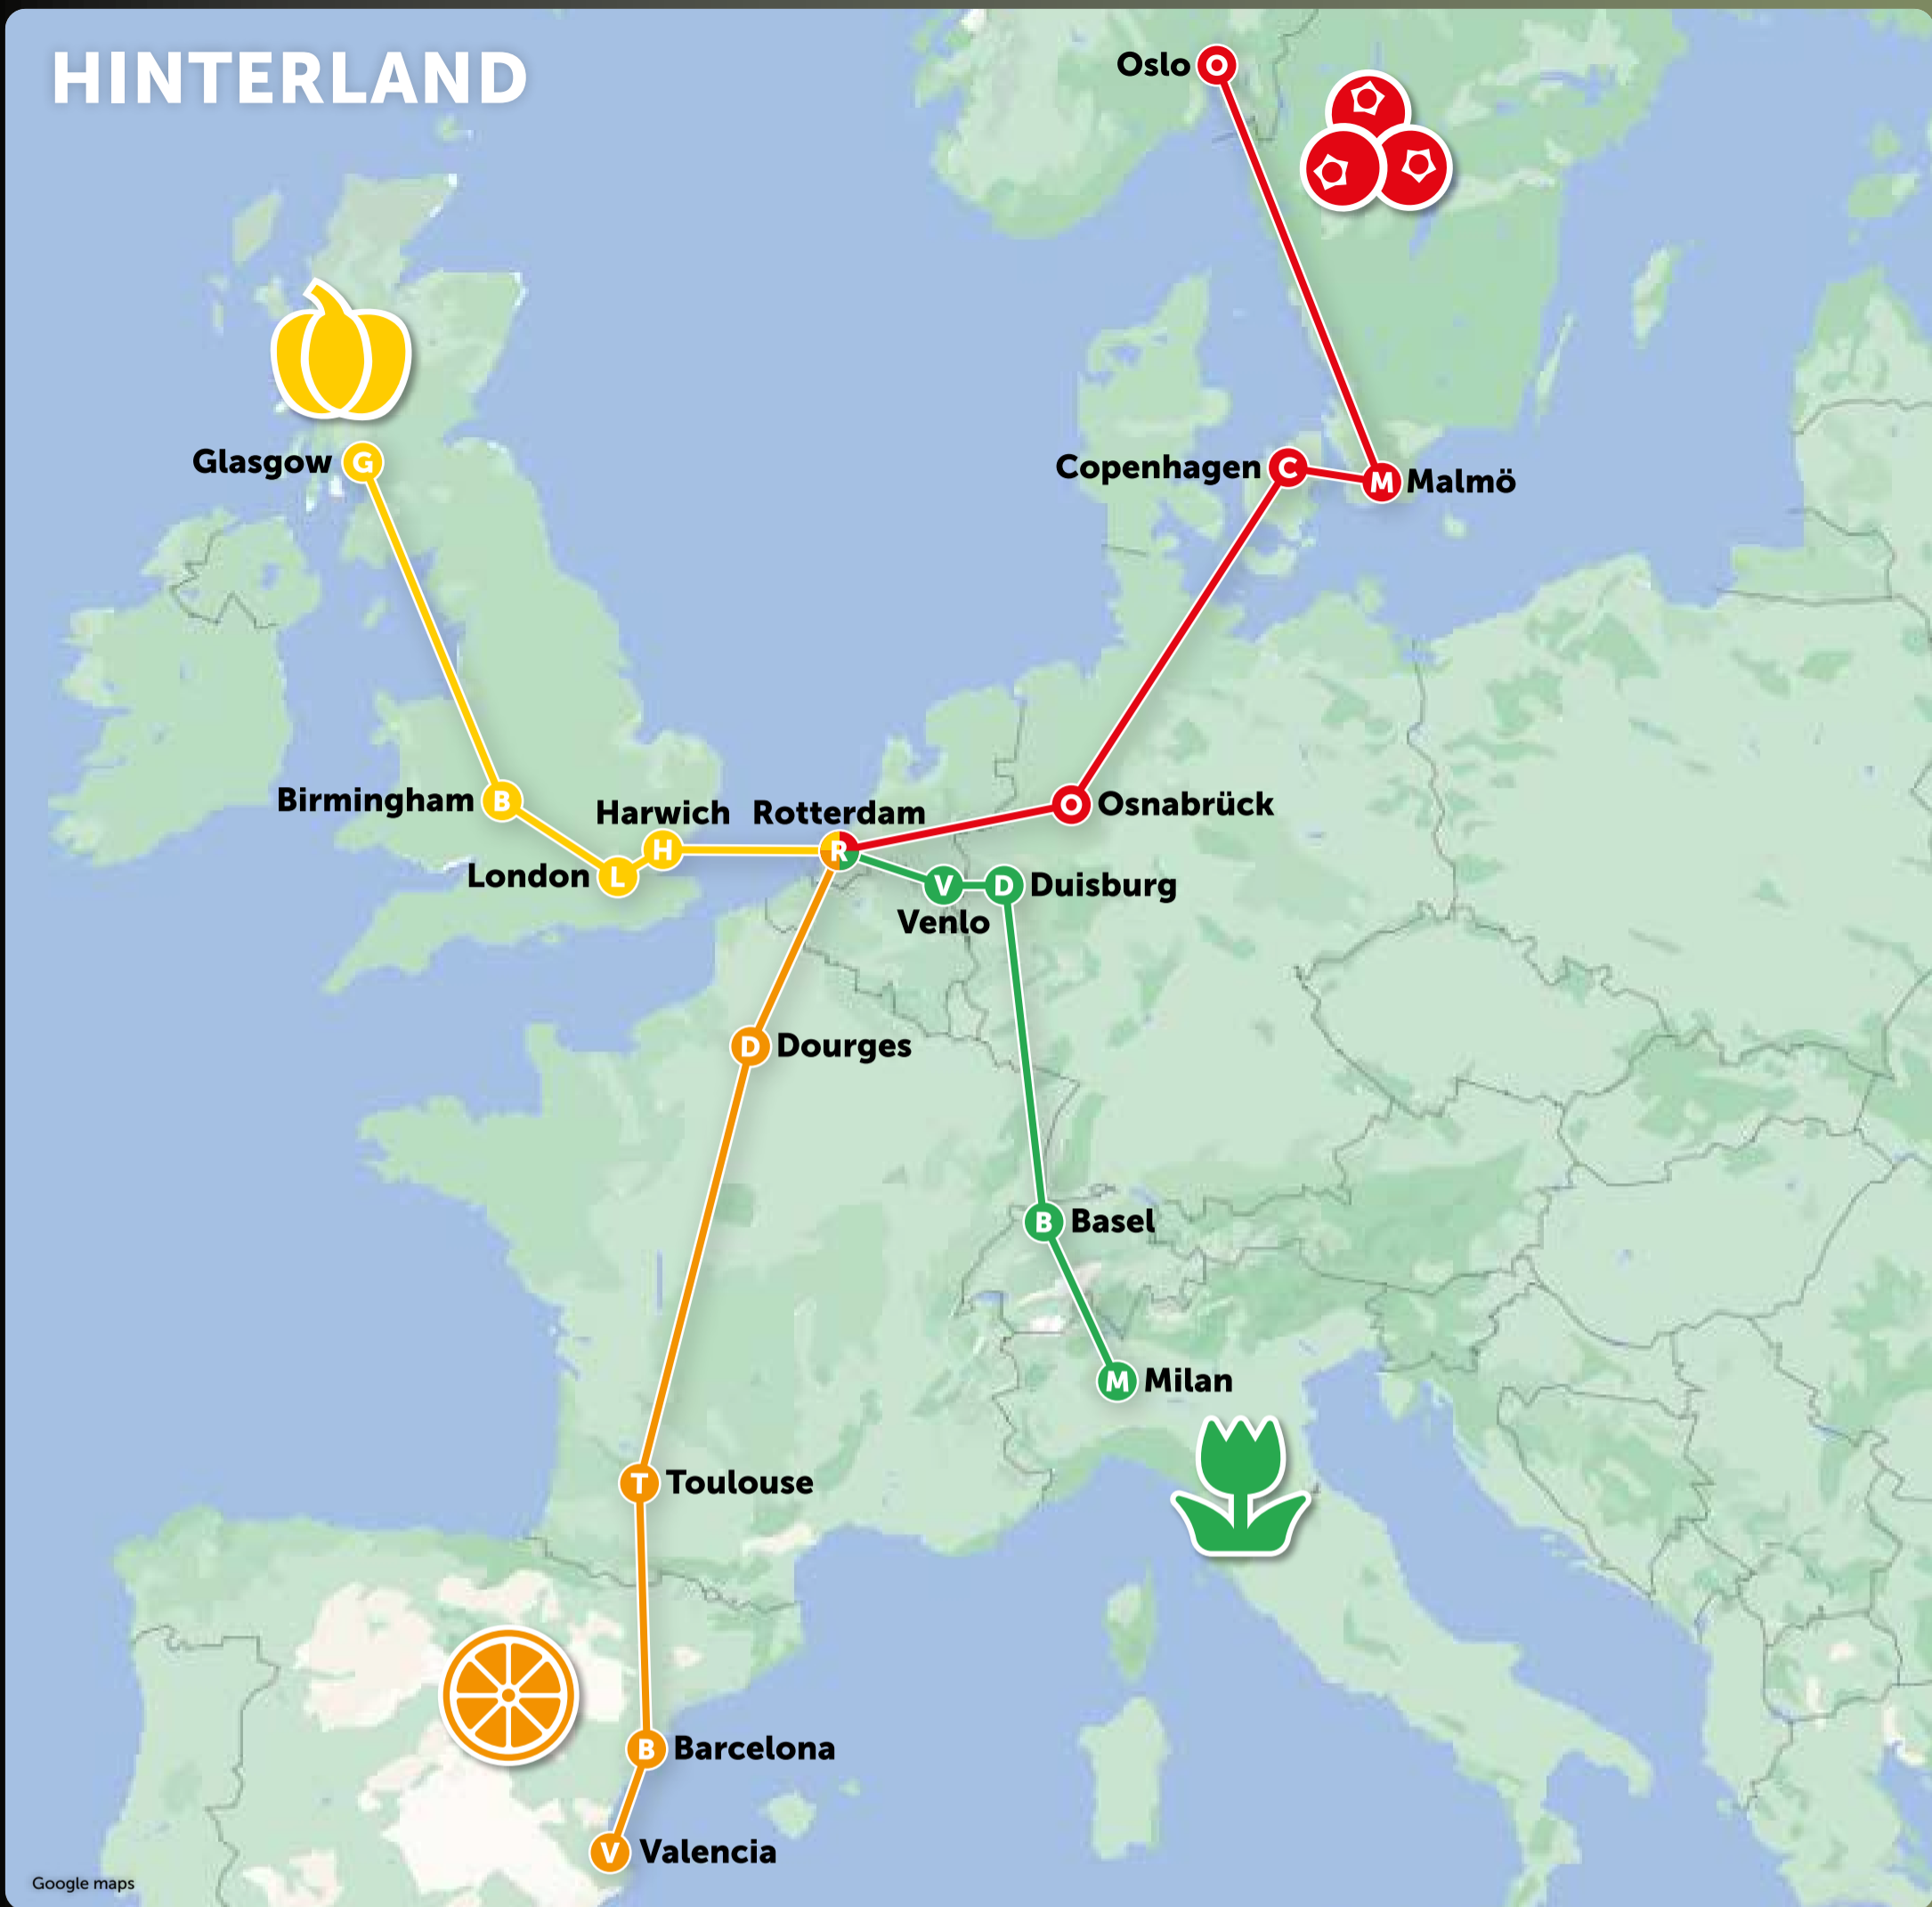 HINTERLAND
Oslo O
Glasgow G
Copenhagen C
M Malmö
Birmingham B
Harwich
H
Rotterdam
R
O Osnabrück
London L
V
Venlo
D Duisburg
D Dourges
B Basel
M Milan
T Toulouse
B Barcelona
V Valencia
Google maps